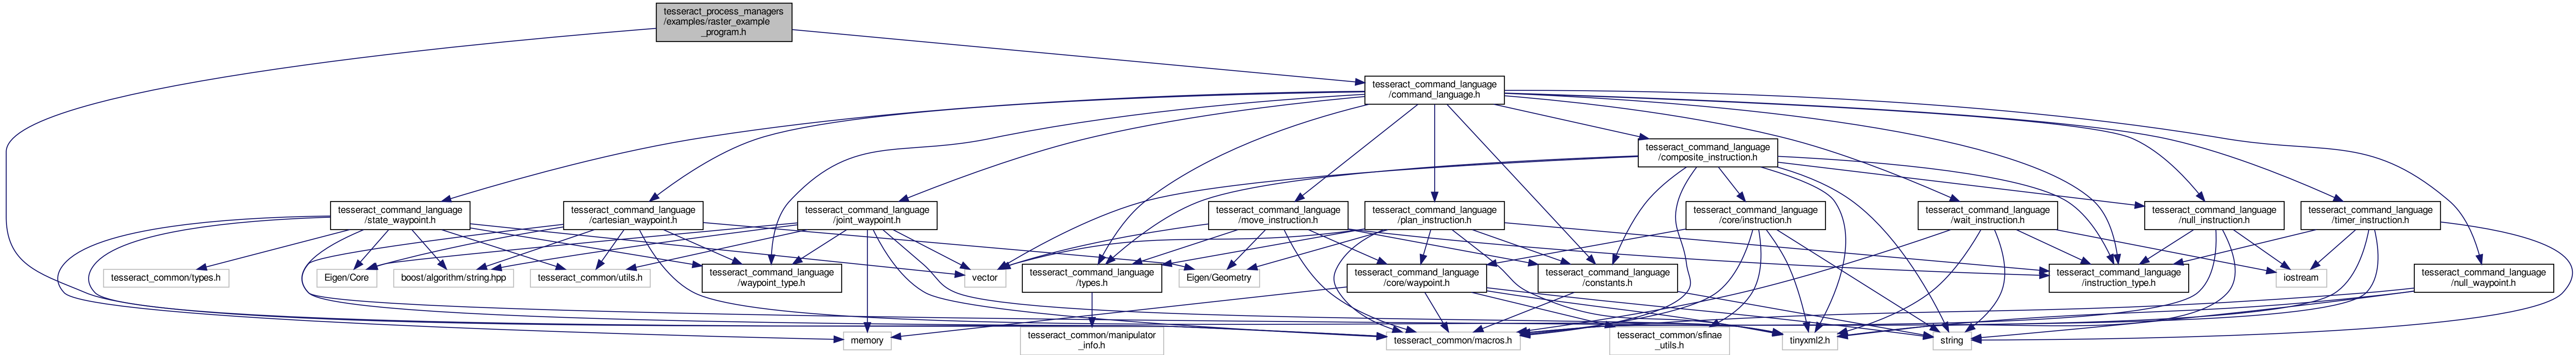 tesseract_process_managers
/examples/raster_example
_program.h
tesseract_command_language
/command_language.h
tesseract_command_language
/composite_instruction.h
tesseract_command_language
/state_waypoint.h
tesseract_command_language
/cartesian_waypoint.h
tesseract_command_language
/joint_waypoint.h
tesseract_command_language
/move_instruction.h
tesseract_command_language
/plan_instruction.h
tesseract_command_language
/core/instruction.h
tesseract_command_language
/wait_instruction.h
tesseract_command_language
/null_instruction.h
tesseract_command_language
/timer_instruction.h
tesseract_common/types.h
Eigen/Core
boost/algorithm/string.hpp
tesseract_common/utils.h
tesseract_command_language
/waypoint_type.h
vector
tesseract_command_language
/types.h
Eigen/Geometry
tesseract_command_language
/core/waypoint.h
tesseract_command_language
/constants.h
tesseract_command_language
/instruction_type.h
iostream
tesseract_command_language
/null_waypoint.h
memory
tesseract_common/manipulator
_info.h
tesseract_common/macros.h
tesseract_common/sfinae
_utils.h
tinyxml2.h
string